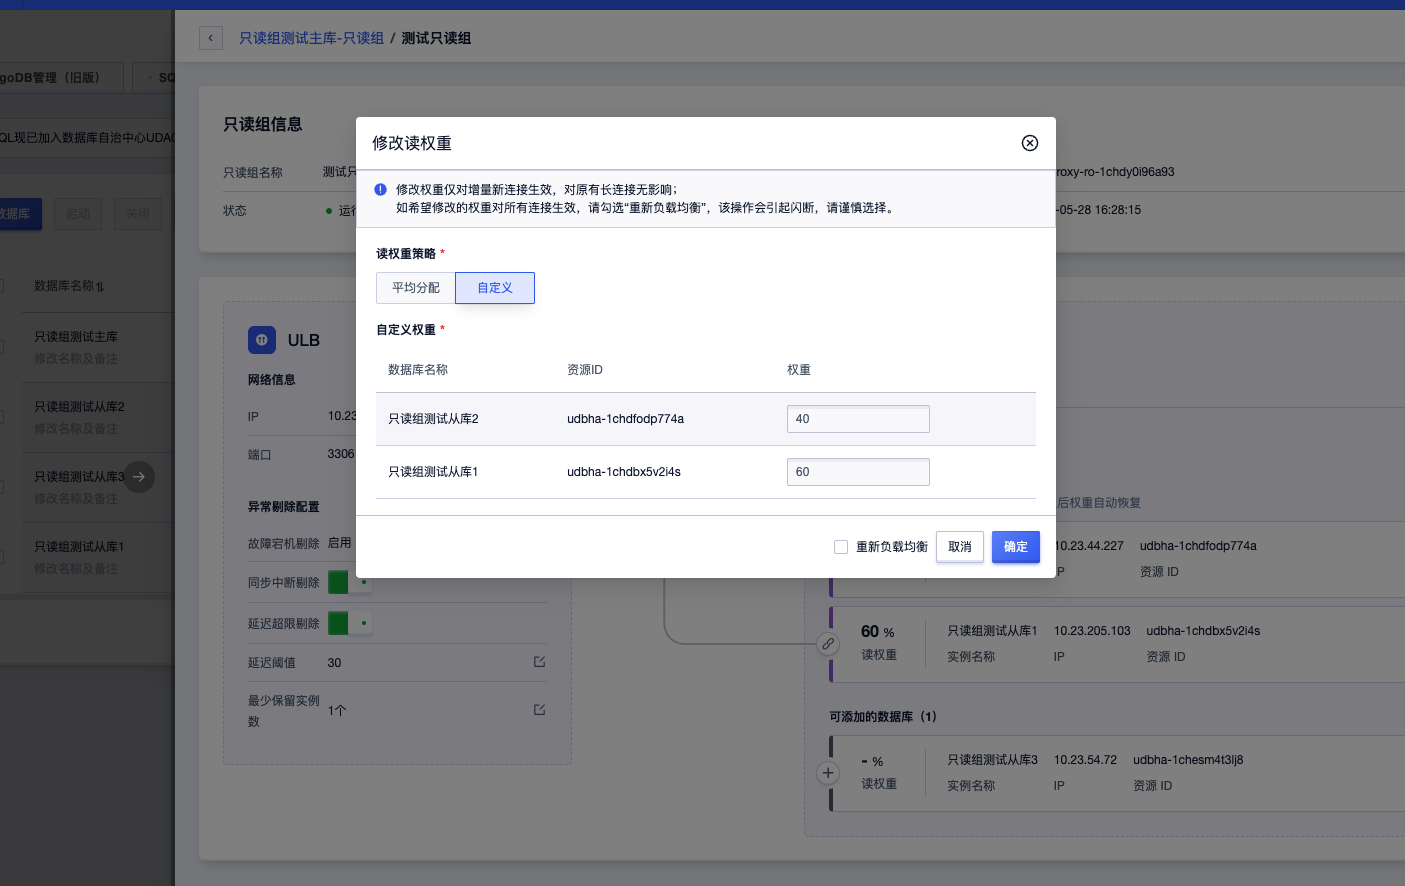 只读组测试主库-只读组 / 测试只读组
goDB管理（旧版）
SQ
QL现已加入数据库自治中心UDAC
数据库
启动
关闭
数据库名称
只读组测试主库
修改名称及备注
只读组测试从库2
修改名称及备注
只读组测试从库3
修改名称及备注
只读组测试从库1
修改名称及备注
只读组信息
只读组名称
测试只
roxy-ro-1chdy0i96a93
状态
运行
-05-28 16:28:15
ULB
网络信息
IP
10.23
端口
3306
异常剔除配置
故障宕机剔除
启用
同步中断剔除
延迟超限剔除
延迟阈值
30
最少保留实例数
1个
修改读权重
修改权重仅对增量新连接生效，对原有长连接无影响；
如希望修改的权重对所有连接生效，请勾选“重新负载均衡”，该操作会引起闪断，请谨慎选择。
读权重策略 *
平均分配
自定义
自定义权重 *
数据库名称
资源ID
权重
只读组测试从库2
udbha-1chdfodp774a
40
只读组测试从库1
udbha-1chdbx5v2i4s
60
重新负载均衡
取消
确定
后权重自动恢复
10.23.44.227
udbha-1chdfodp774a
IP
资源 ID
60 %
只读组测试从库1
10.23.205.103
udbha-1chdbx5v2i4s
读权重
实例名称
IP
资源 ID
可添加的数据库（1）
- %
只读组测试从库3
10.23.54.72
udbha-1chesm4t3lj8
读权重
实例名称
IP
资源 ID